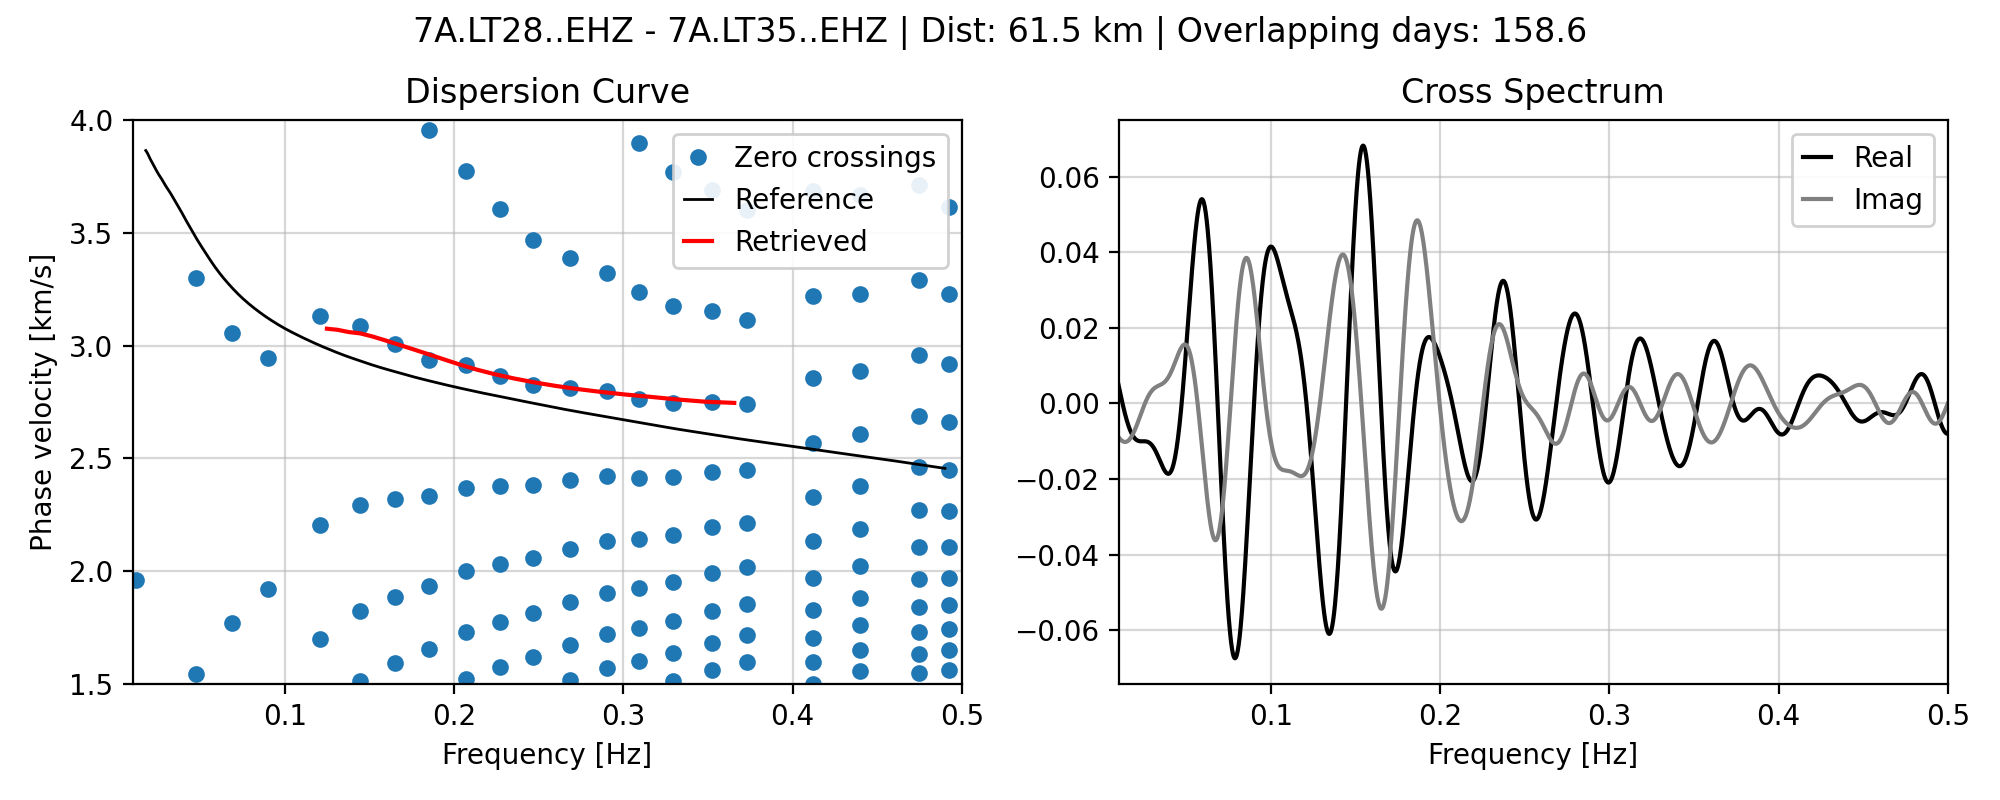 7A.LT28..EHZ - 7A.LT35..EHZ | Dist: 61.5 km | Overlapping days: 158.6
Dispersion Curve
4.0
3.5
3.0
2.5
2.0
1.5
Phase velocity [km/s]
0.1
0.2
0.3
0.4
0.5
Frequency [Hz]
Zero crossings
Reference
Retrieved
Cross Spectrum
0.06
0.04
0.02
0.00
−0.02
−0.04
−0.06
0.1
0.2
0.3
0.4
0.5
Frequency [Hz]
Real
Imag